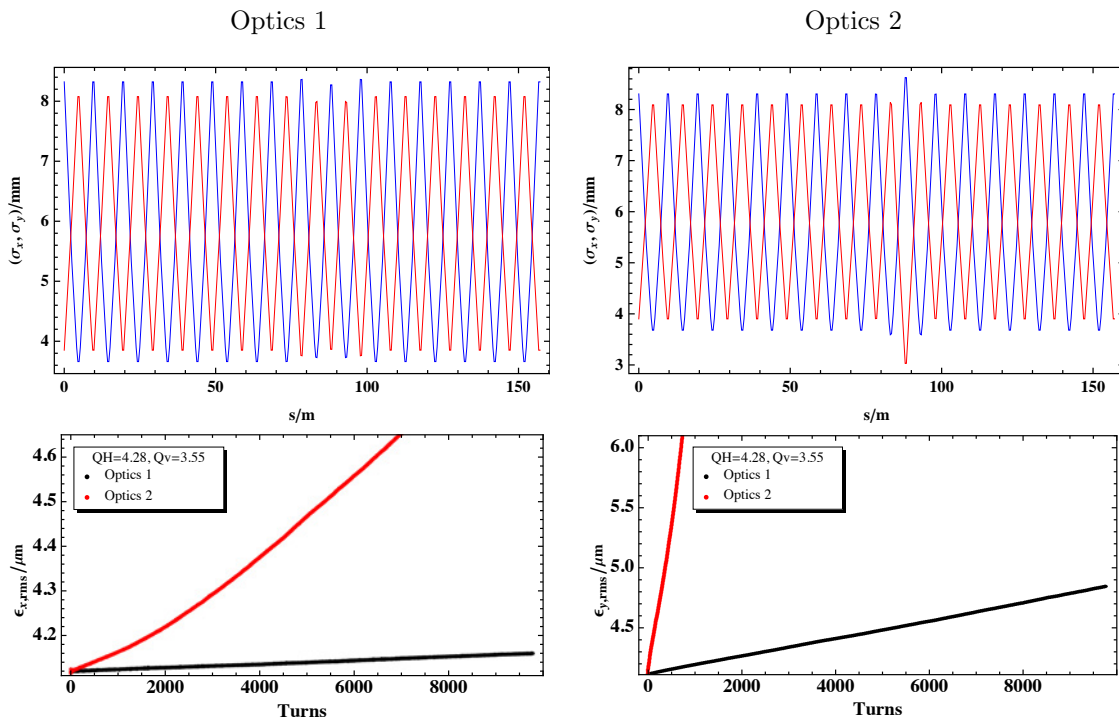 Optics 1
Optics 2
8
7
6
5
4
(σx, σy)/mm
0
50
100
150
s/m
8
7
6
5
4
3
(σx, σy)/mm
0
50
100
150
s/m
4.6
4.5
4.4
4.3
4.2
ϵx,rms/μm
QH=4.28, Qv=3.55
Optics 1
Optics 2
0
2000
4000
6000
8000
Turns
6.0
5.5
5.0
4.5
ϵy,rms/μm
QH=4.28, Qv=3.55
Optics 1
Optics 2
0
2000
4000
6000
8000
Turns